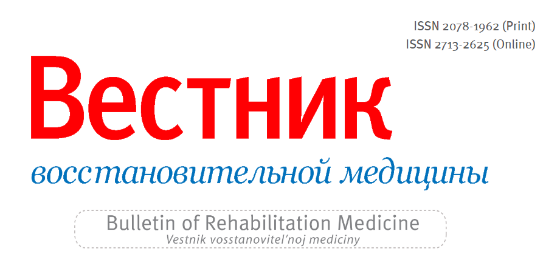 ISSN 2078-1962 (Print)
ISSN 2713-2625 (Online)
Вестник
восстановительной медицины
Bulletin of Rehabilitation Medicine
Vestnik vosstanovitel'noj mediciny